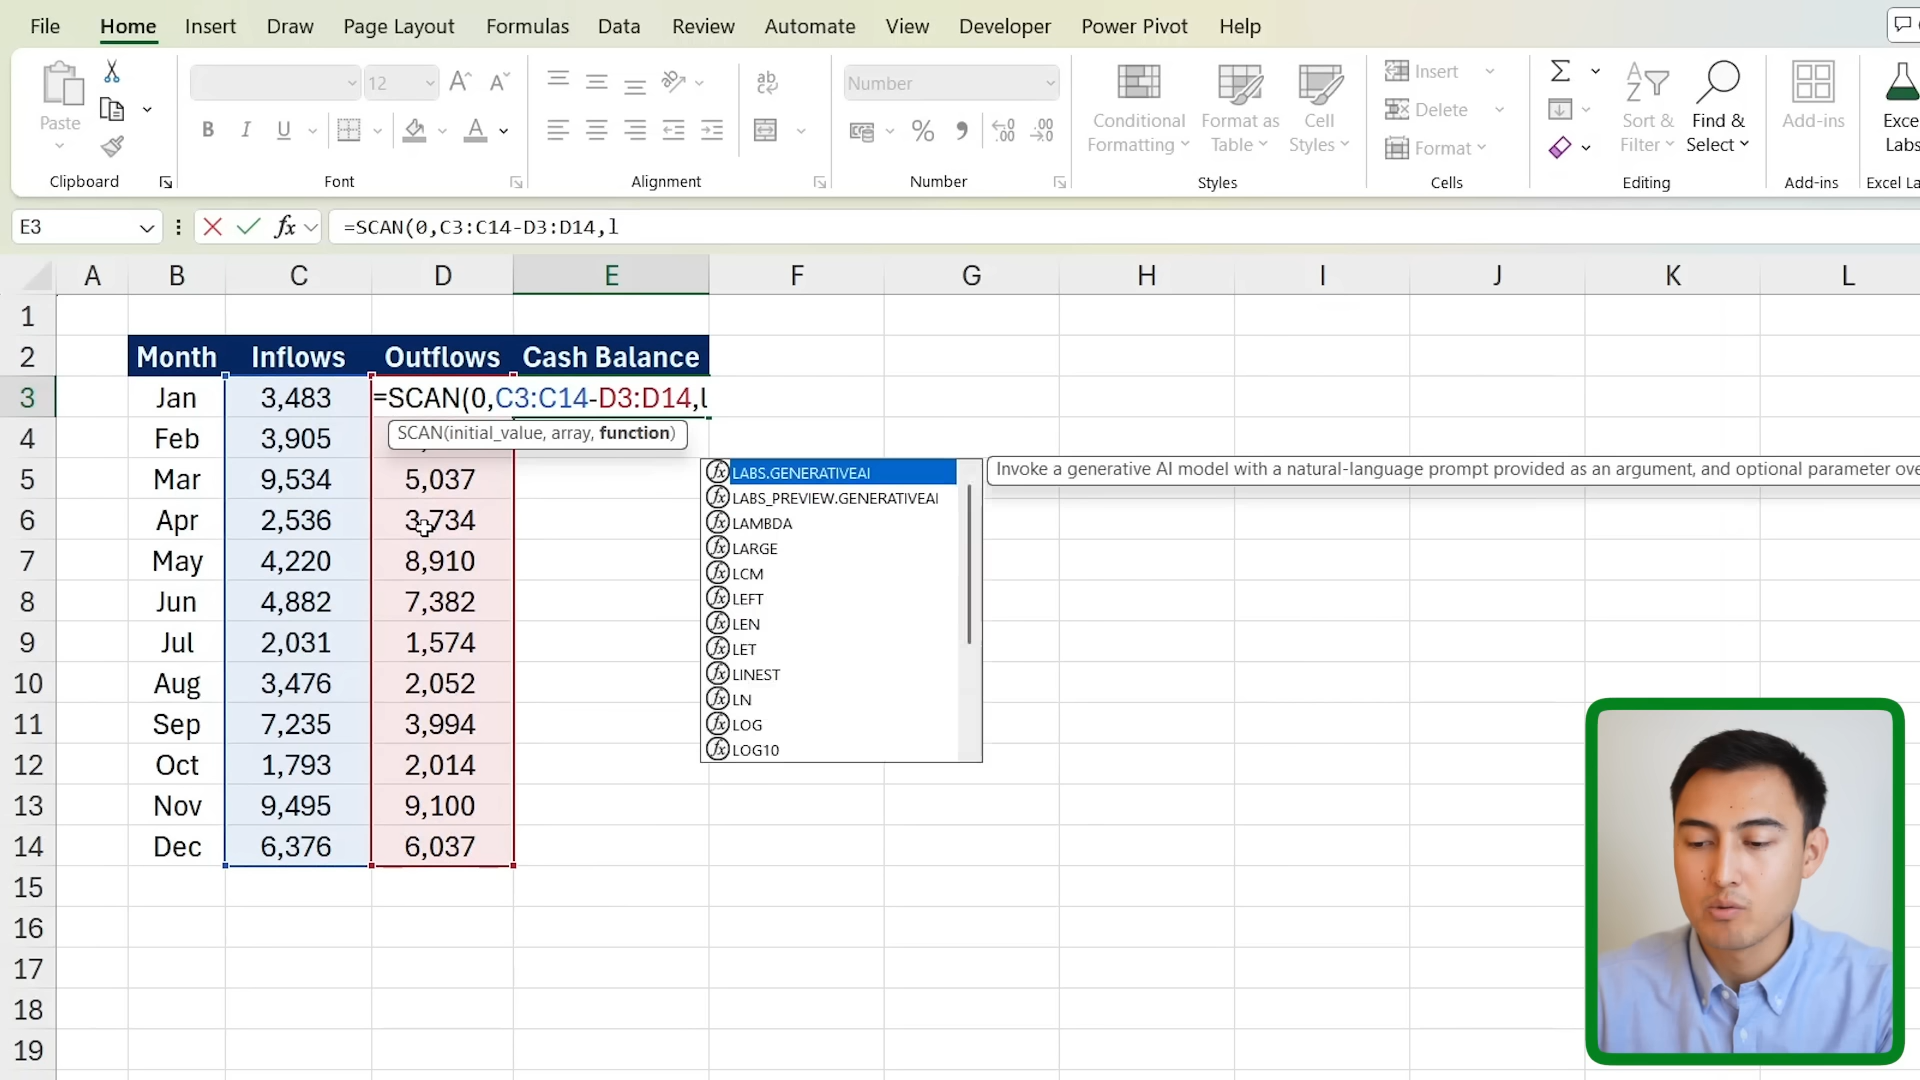 File Home Insert Draw Page Layout Formulas Data Review Automate View Developer Power Pivot Help
Paste
Clipboard
12
B I U A
Font
ab
Alignment
Number
% 
Number
Conditional Formatting
Format as Table
Cell Styles
Styles
Insert
Delete
Format
Cells
Sort & Filter
Find & Select
Editing
Add-ins
Add-ins
Labs
E3 fx =SCAN(0,C3:C14-D3:D14,l
A B C D E F G H I J K L
1
2 Month Inflows Outflows Cash Balance
3 Jan 3,483 =SCAN(0,C3:C14-D3:D14,l
SCAN(initial_value, array, function)
4 Feb 3,905
5 Mar 9,534 5,037
6 Apr 2,536 3,734
7 May 4,220 8,910
8 Jun 4,882 7,382
9 Jul 2,031 1,574
10 Aug 3,476 2,052
11 Sep 7,235 3,994
12 Oct 1,793 2,014
13 Nov 9,495 9,100
14 Dec 6,376 6,037
15
16
17
18
19
LABS.GENERATIVEAI
LABS_PREVIEW.GENERATIVEAI
LAMBDA
LARGE
LCM
LEFT
LEN
LET
LINEST
LN
LOG
LOG10
Invoke a generative AI model with a natural-language prompt provided as an argument, and optional parameter